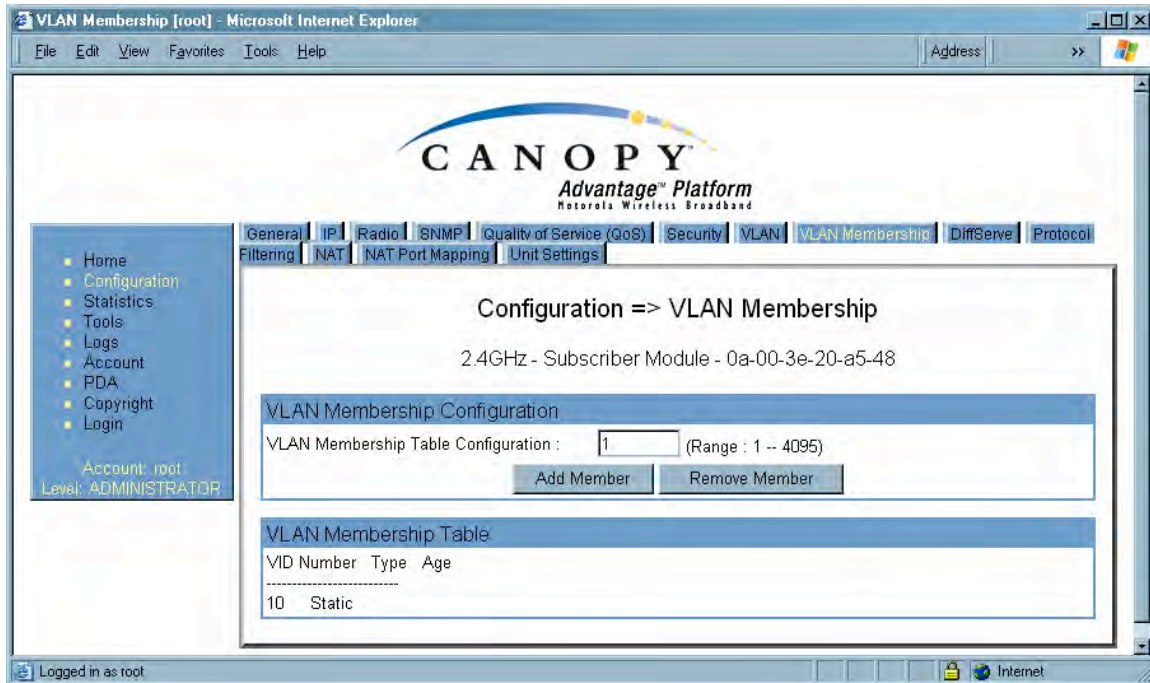 VLAN Membership [root] - Microsoft Internet Explorer
File Edit View Favorites Tools Help Address >>
CANOPY™
Advantage™ Platform
Motorola Wireless Broadband
General IP Radio SNMP Quality of Service (QoS) Security VLAN VLAN Membership DiffServe Protocol
Filtering NAT NAT Port Mapping Unit Settings
Home
Configuration
Statistics
Tools
Logs
Account
PDA
Copyright
Login
Account: root
Level: ADMINISTRATOR
Configuration => VLAN Membership
2.4GHz - Subscriber Module - 0a-00-3e-20-a5-48
VLAN Membership Configuration
VLAN Membership Table Configuration : 1 (Range : 1 -- 4095)
Add Member Remove Member
VLAN Membership Table
VID Number Type Age
--------------------------
10 Static
Logged in as root Internet